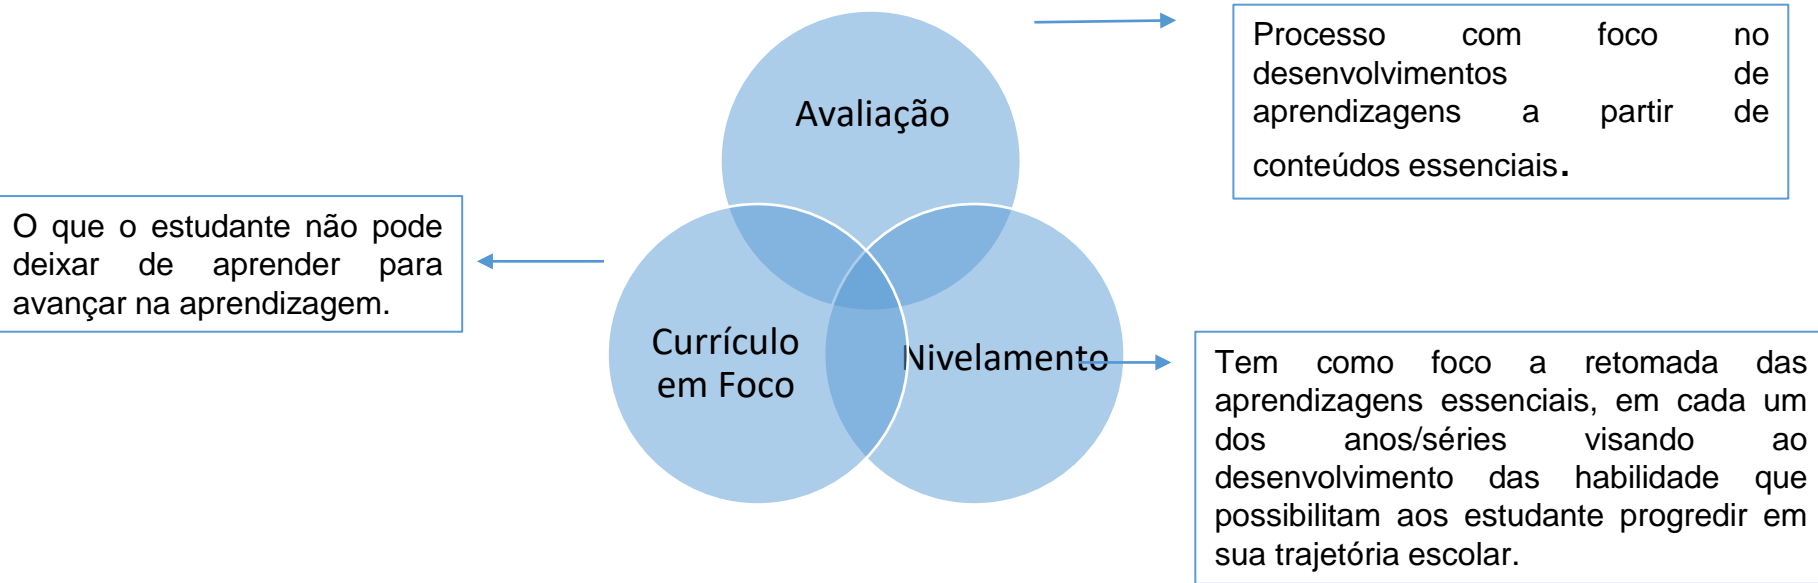 Avaliação
Processo com foco no
desenvolvimentos de
aprendizagens a partir de
conteúdos essenciais.
O que o estudante não pode
deixar de aprender para
avançar na aprendizagem.
Currículo
em Foco
Nivelamento
Tem como foco a retomada das
aprendizagens essenciais, em cada um
dos anos/séries visando ao
desenvolvimento das habilidade que
possibilitam aos estudante progredir em
sua trajetória escolar.